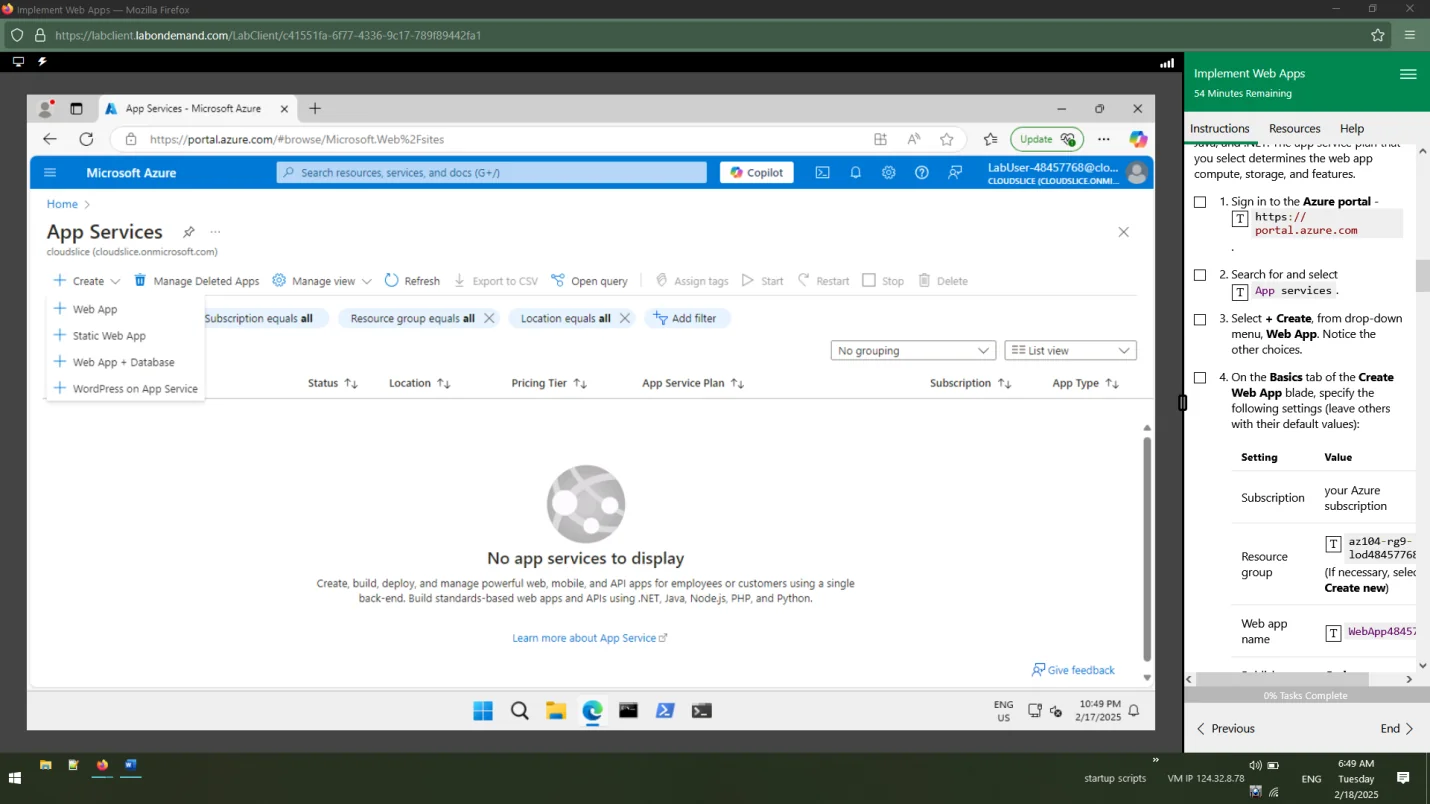 Implement Web Apps — Mozilla Firefox
https://labclient.labondemand.com/LabClient/c41551fa-6f77-4336-9c17-789f89442fa1
App Services - Microsoft Azure
https://portal.azure.com/#browse/Microsoft.Web%2Fsites
Update
Microsoft Azure
Search resources, services, and docs (G+/)
Copilot
LabUser-48457768@clo...
CLOUDSLICE (CLOUDSLICE.ONMI...
Home
App Services
cloudslice (cloudslice.onmicrosoft.com)
Create
Manage Deleted Apps
Manage view
Refresh
Export to CSV
Open query
Assign tags
Start
Restart
Stop
Delete
Web App
Static Web App
Web App + Database
WordPress on App Service
Subscription equals all
Resource group equals all
Location equals all
Add filter
No grouping
List view
Status
Location
Pricing Tier
App Service Plan
Subscription
App Type
No app services to display
Create, build, deploy, and manage powerful web, mobile, and API apps for employees or customers using a single
back-end. Build standards-based web apps and APIs using .NET, Java, Node.js, PHP, and Python.
Learn more about App Service
Give feedback
ENG
US
10:49 PM
2/17/2025
Implement Web Apps
54 Minutes Remaining
Instructions
Resources
Help
Java, and .NET. The app service plan that
you select determines the web app
compute, storage, and features.
1. Sign in to the Azure portal -
T https://
portal.azure.com
.
2. Search for and select
T App services .
3. Select + Create, from drop-down
menu, Web App. Notice the
other choices.
4. On the Basics tab of the Create
Web App blade, specify the
following settings (leave others
with their default values):
Setting Value
Subscription your Azure
subscription
Resource
group
T az104-rg9-
lod48457768
(If necessary, selec
Create new)
Web app
name
T WebApp48457
0% Tasks Complete
Previous
End
startup scripts
VM IP 124.32.8.78
ENG
6:49 AM
Tuesday
2/18/2025